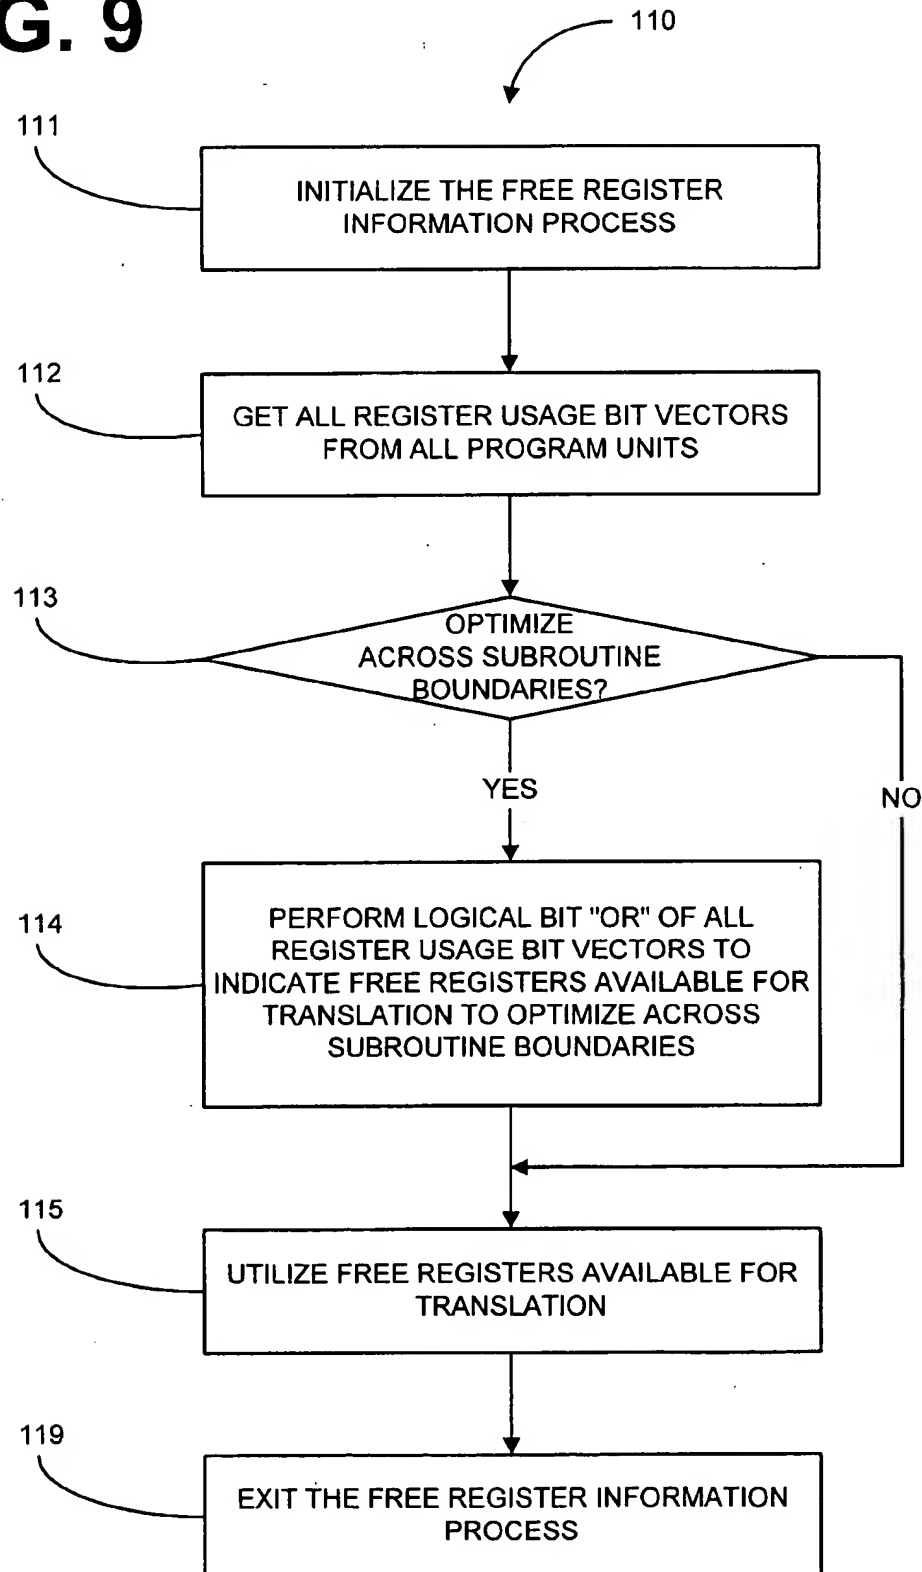 G. 9
110
111
INITIALIZE THE FREE REGISTER
INFORMATION PROCESS
112
GET ALL REGISTER USAGE BIT VECTORS
FROM ALL PROGRAM UNITS
113
OPTIMIZE
ACROSS SUBROUTINE
BOUNDARIES?
YES
NO
114
PERFORM LOGICAL BIT "OR" OF ALL
REGISTER USAGE BIT VECTORS TO
INDICATE FREE REGISTERS AVAILABLE FOR
TRANSLATION TO OPTIMIZE ACROSS
SUBROUTINE BOUNDARIES
115
UTILIZE FREE REGISTERS AVAILABLE FOR
TRANSLATION
119
EXIT THE FREE REGISTER INFORMATION
PROCESS